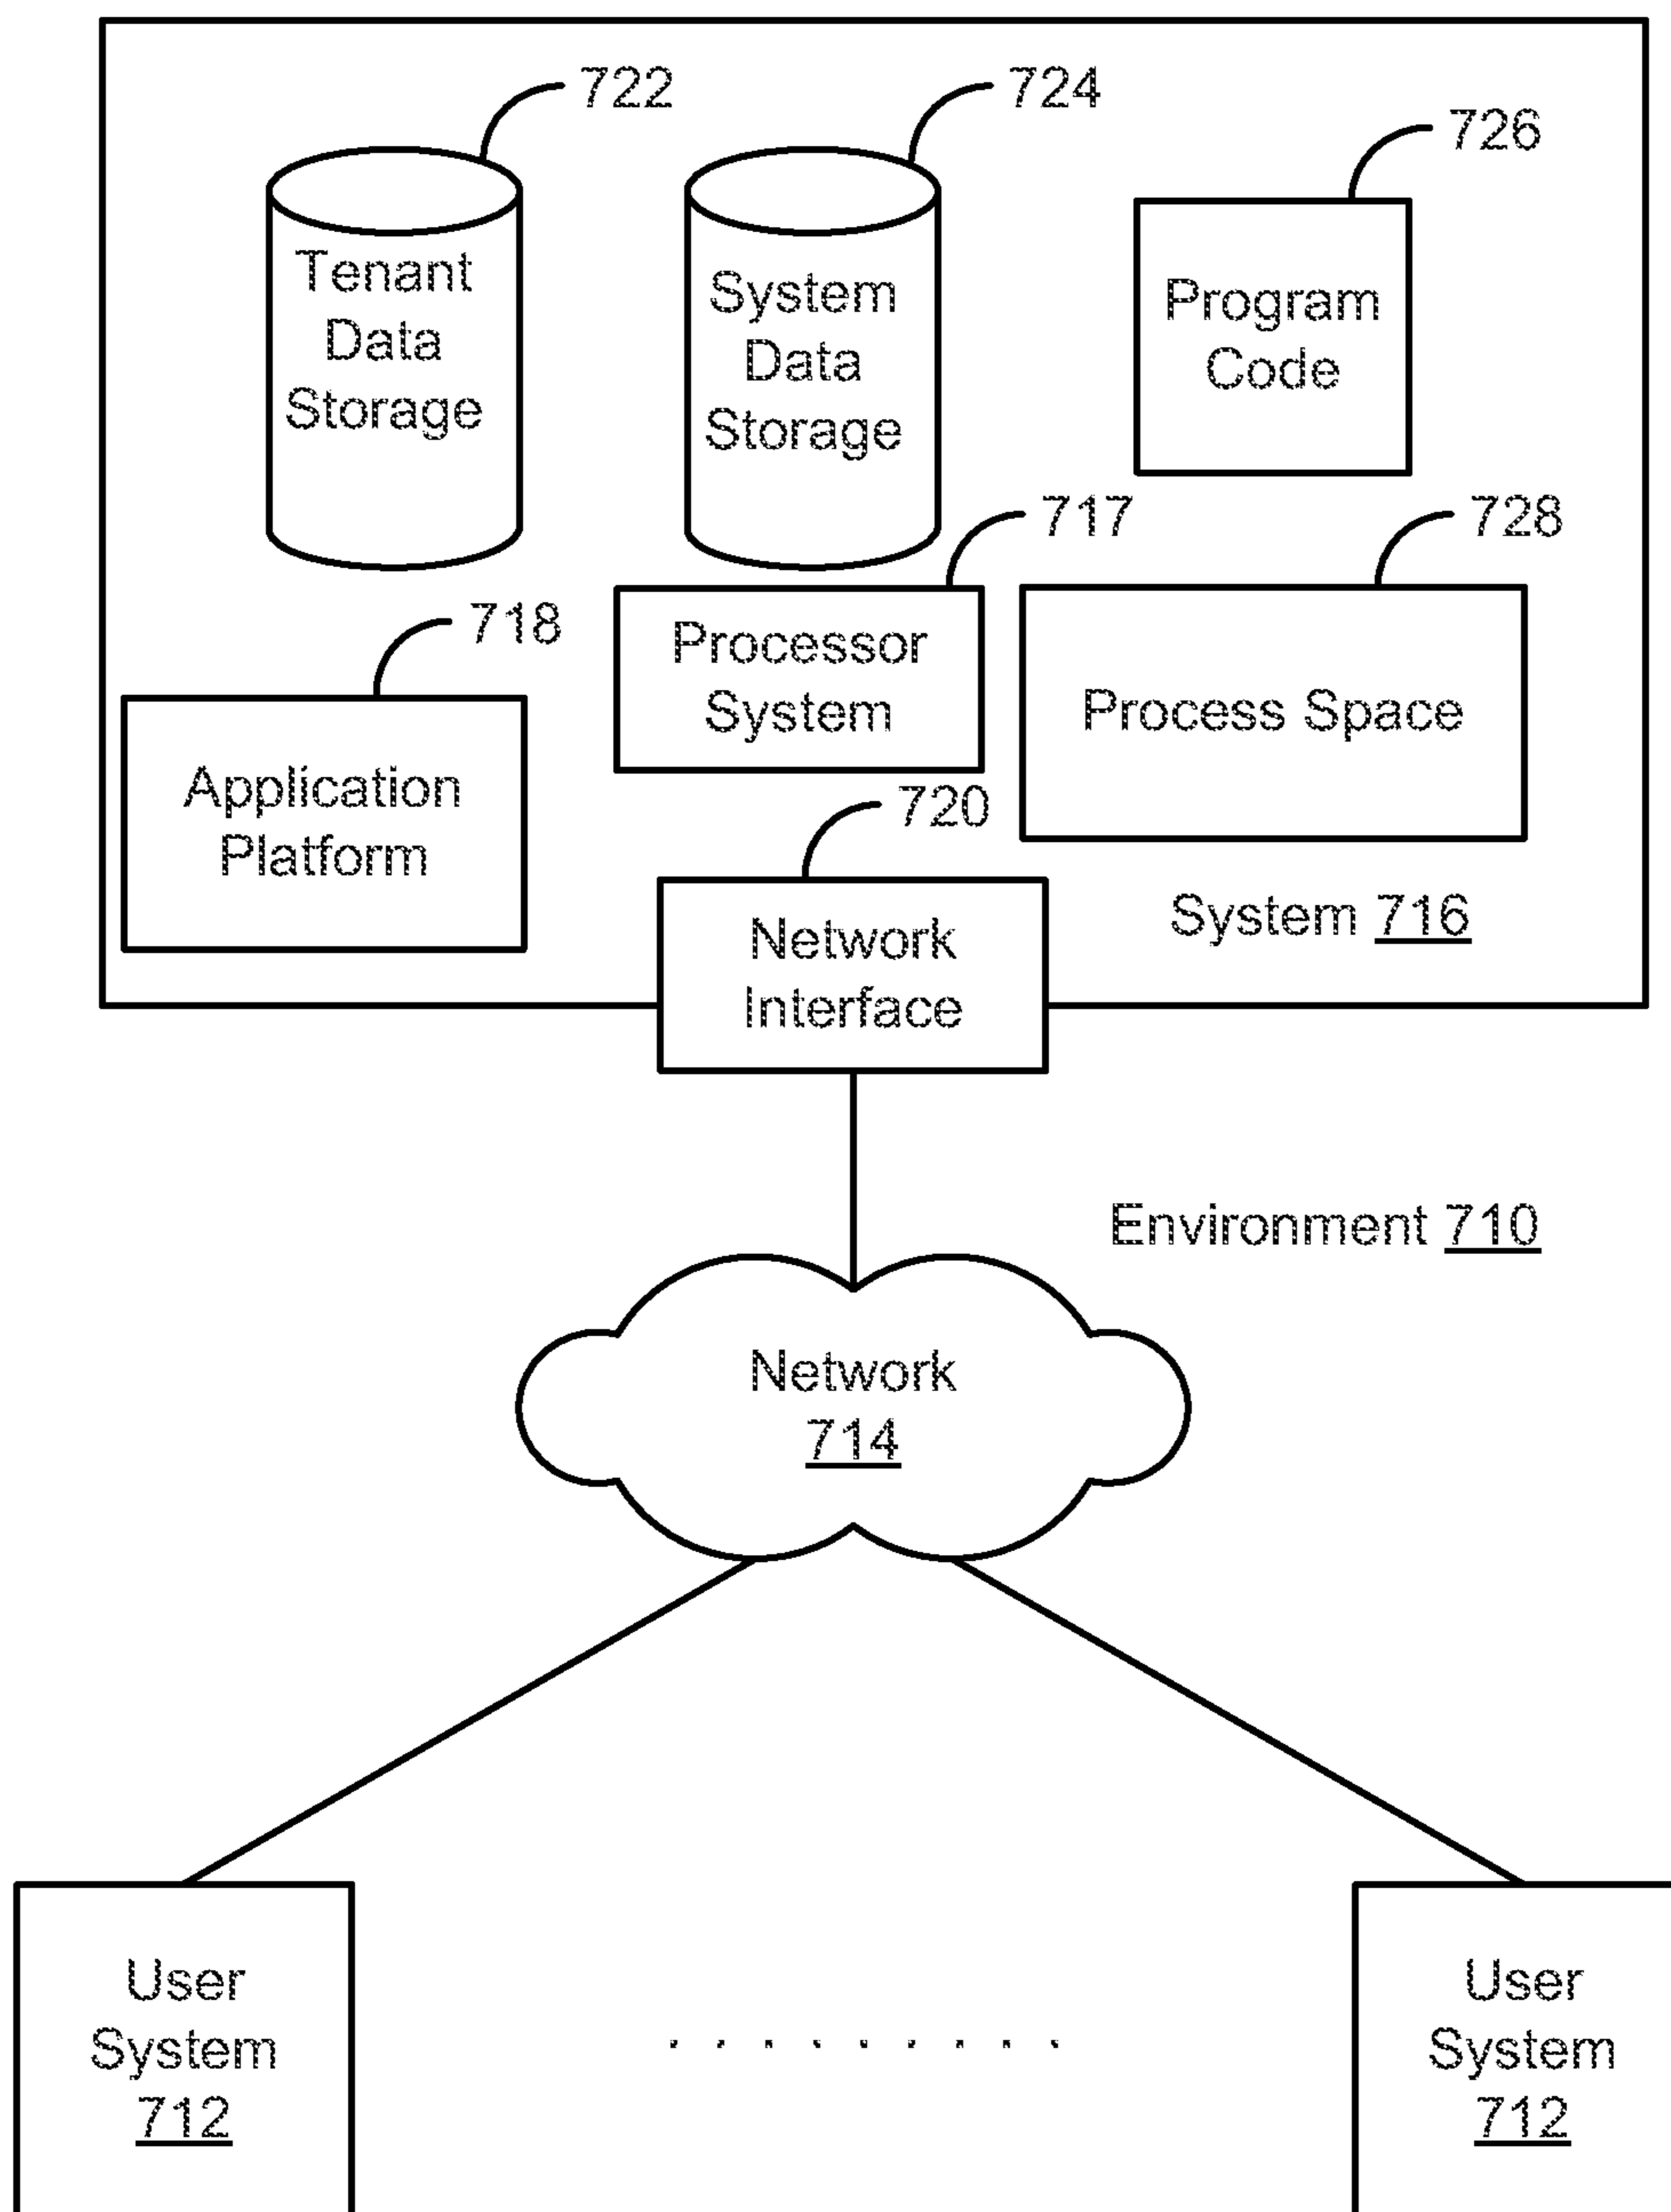 722
724
726
Tenant
Data
Storage
System
Data
Storage
Program
Code
717
728
718
Processor
System
Process Space
Application
Platform
720
Network
Interface
System 716
Environment 710
Network
714
User
System
712
User
System
712